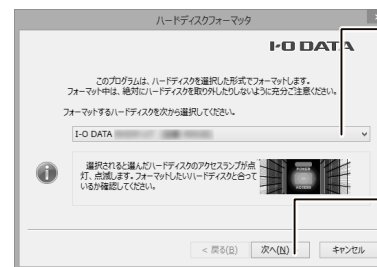 ハードディスクフォーマッタ
I-O DATA
このプログラムは、ハードディスクを選択した形式でフォーマットします。
フォーマット中は、絶対にハードディスクを取り外したりしないように充分ご注意ください。
フォーマットするハードディスクを次から選択してください。
I-O DATA
選択されると選んだハードディスクのアクセスランプが点
灯、点滅します。フォーマットしたいハードディスクと合って
いるか確認してください。
POWER
ACCESS
< 戻る(B) 次へ(N) キャンセル